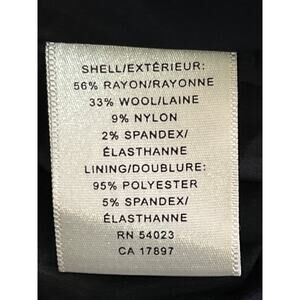 SHELL/EXTÉRIEUR:
56% RAYON/RAYONNE
33% WOOL/LAINE
9% NYLON
2% SPANDEX/
ÉLASTHANNE
LINING/DOUBLURE:
95% POLYESTER
5% SPANDEX/
ÉLASTHANNE
RN 54023
CA 17897